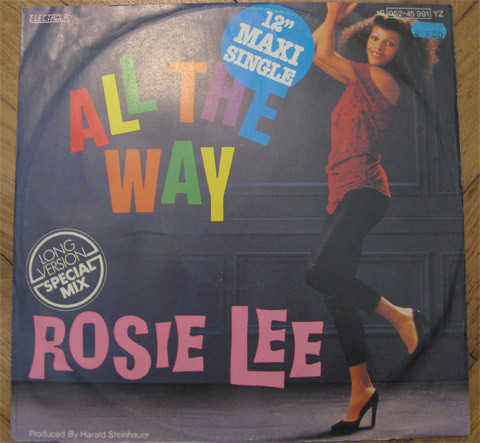 ELECTROLA
12"
MAXI
SINGLE
1C 052-45 991 YZ
ALL THE
WAY
LONG
VERSION
SPECIAL
MIX
ROSIE LEE
Produced By Harald Steinhauer